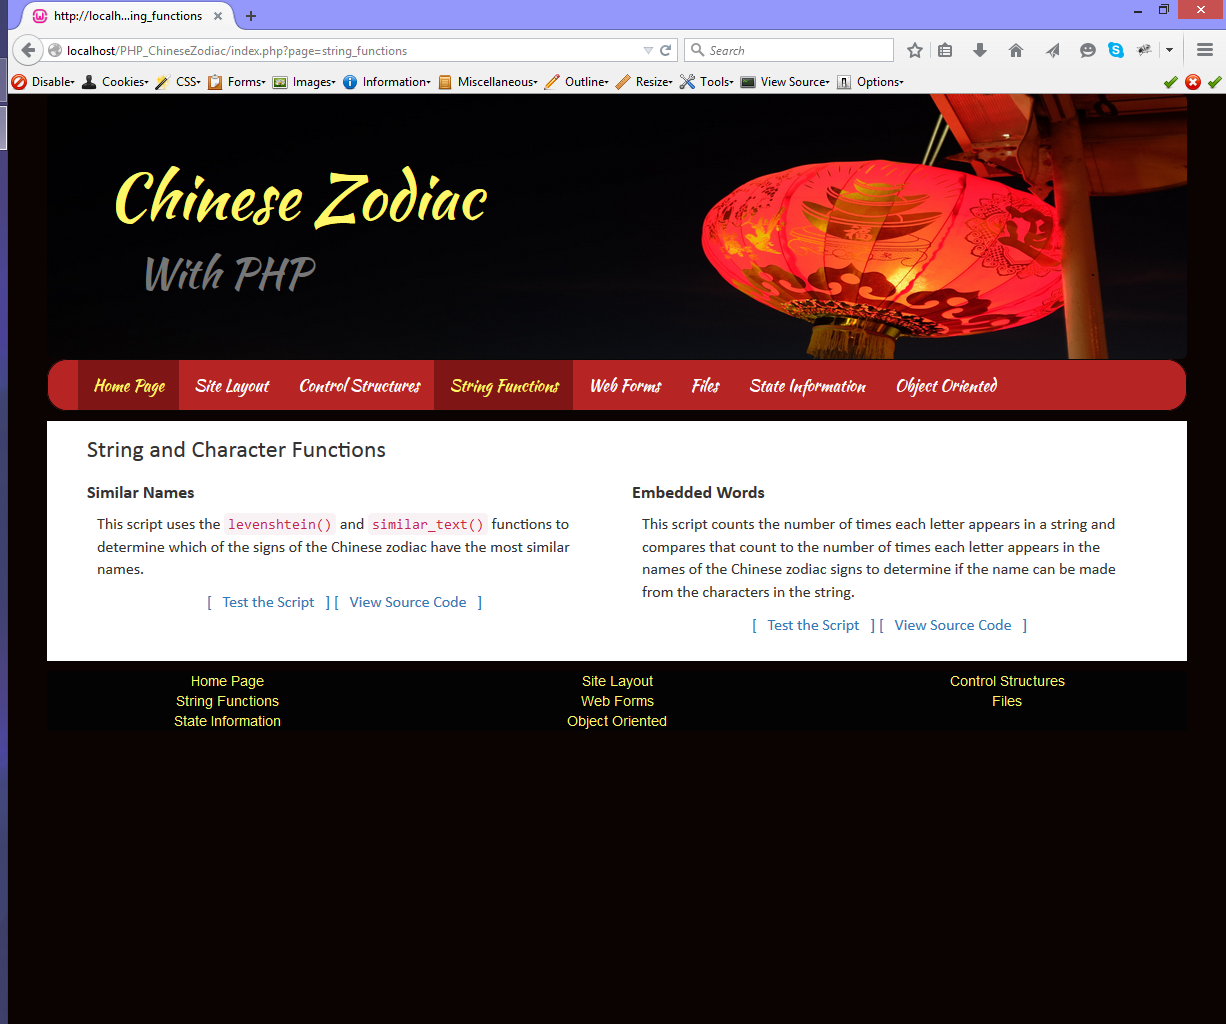 http://localh...ing_functions
localhost/PHP_ChineseZodiac/index.php?page=string_functions
Search
Disable Cookies CSS Forms Images Information Miscellaneous Outline Resize Tools View Source Options
Chinese Zodiac
With PHP
福
Home Page Site Layout Control Structures String Functions Web Forms Files State Information Object Oriented
String and Character Functions
Similar Names
This script uses the levenshtein() and similar_text() functions to
determine which of the signs of the Chinese zodiac have the most similar
names.
[ Test the Script ] [ View Source Code ]
Embedded Words
This script counts the number of times each letter appears in a string and
compares that count to the number of times each letter appears in the
names of the Chinese zodiac signs to determine if the name can be made
from the characters in the string.
[ Test the Script ] [ View Source Code ]
Home Page Site Layout Control Structures
String Functions Web Forms Files
State Information Object Oriented